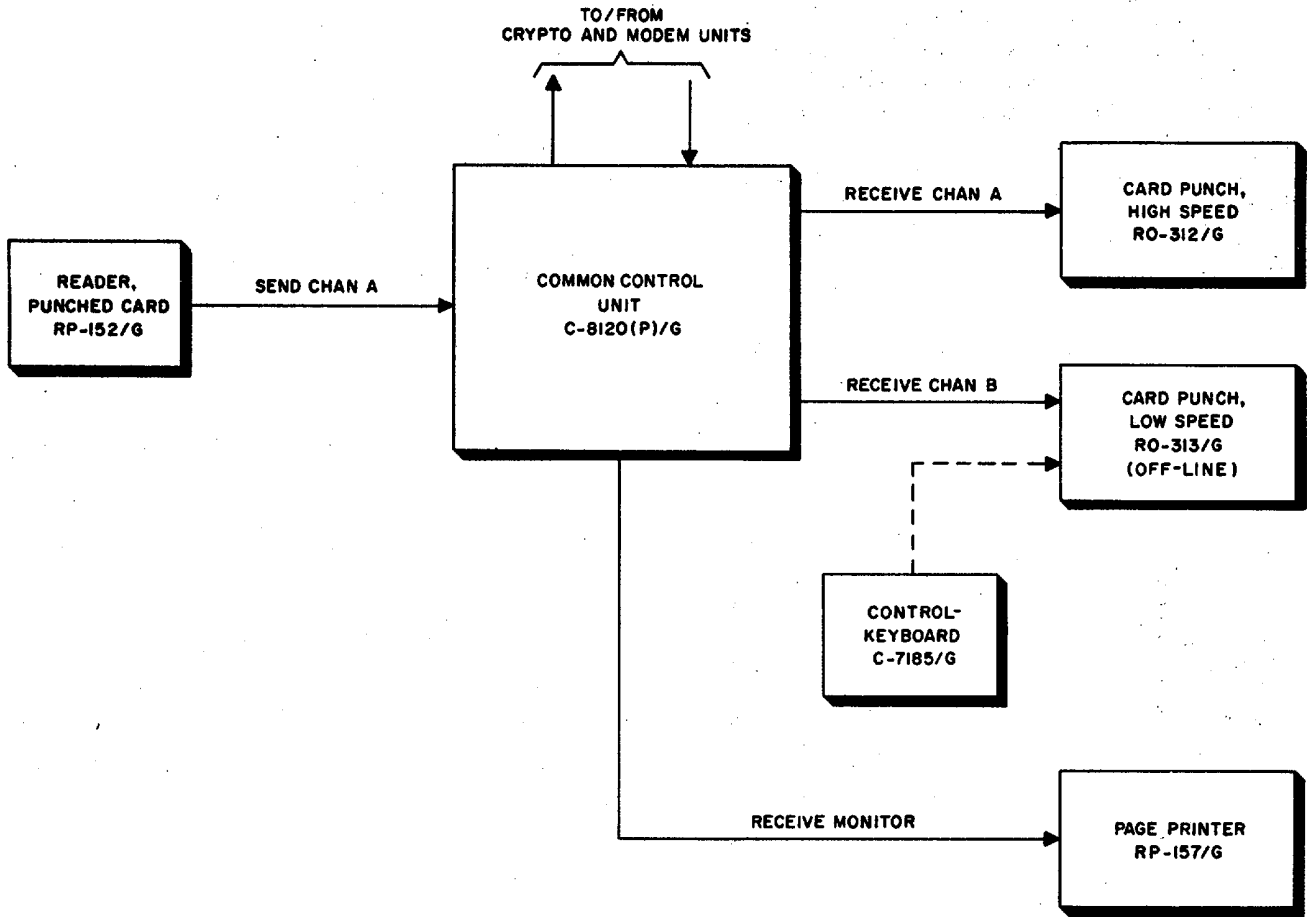 TO/FROM
CRYPTO AND MODEM UNITS
READER,
PUNCHED CARD
RP-152/G
SEND CHAN A
COMMON CONTROL
UNIT
C-8120(P)/G
RECEIVE CHAN A
CARD PUNCH,
HIGH SPEED
RO-312/G
RECEIVE CHAN B
CARD PUNCH,
LOW SPEED
RO-313/G
(OFF-LINE)
CONTROL-
KEYBOARD
C-7185/G
RECEIVE MONITOR
PAGE PRINTER
RP-157/G